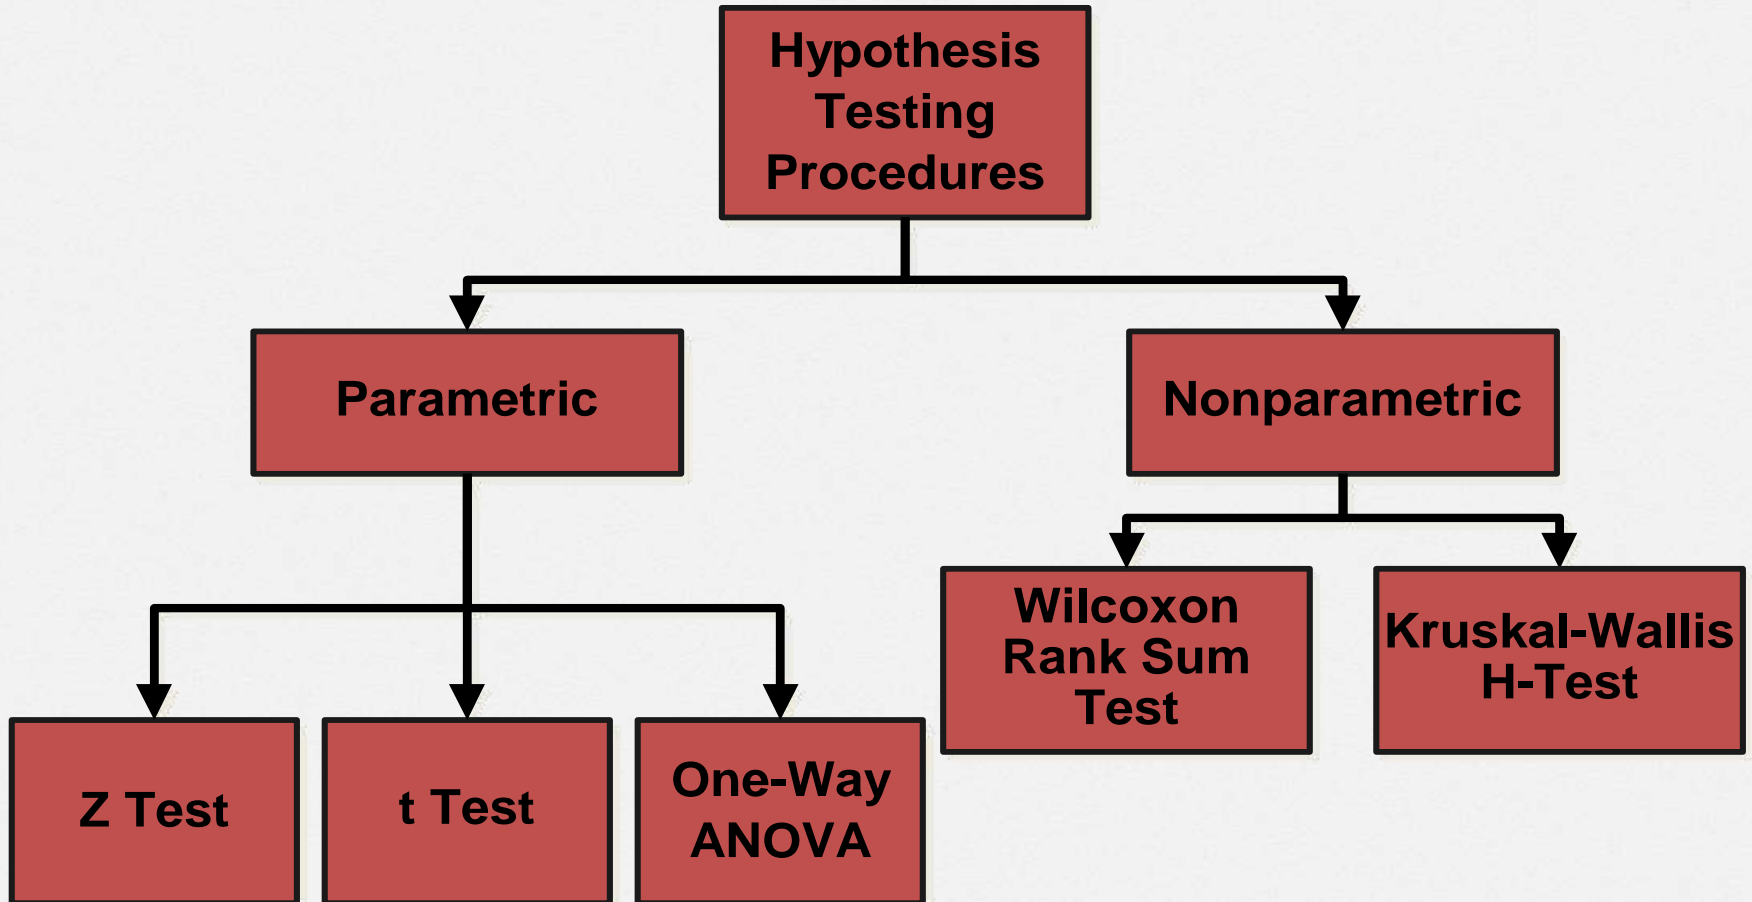 Hypothesis
Testing
Procedures
Parametric
Nonparametric
Wilcoxon
Rank Sum
Test
Kruskal-Wallis
H-Test
Z Test
t Test
One-Way
ANOVA